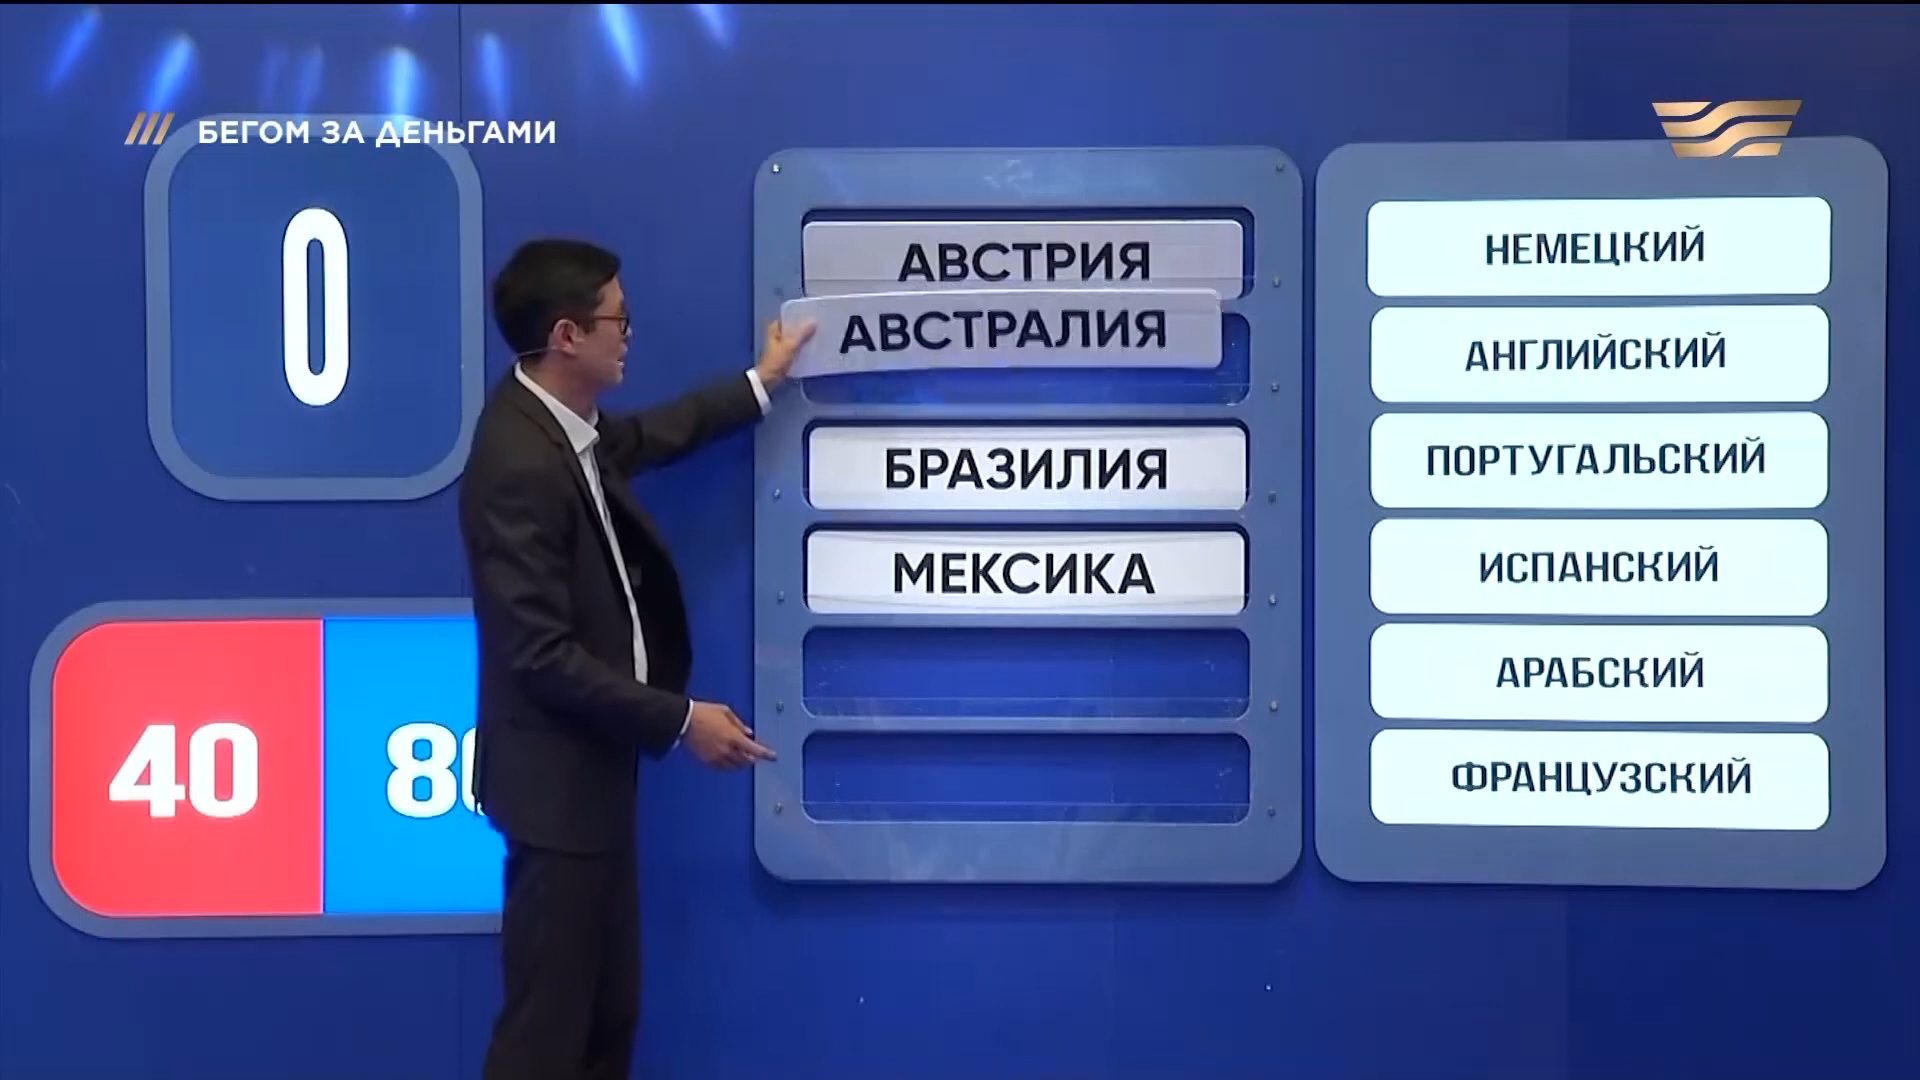 БЕГОМ ЗА ДЕНЬГАМИ
0
40
АВСТРИЯ
АВСТРАЛИЯ
БРАЗИЛИЯ
МЕКСИКА
НЕМЕЦКИЙ
АНГЛИЙСКИЙ
ПОРТУГАЛЬСКИЙ
ИСПАНСКИЙ
АРАБСКИЙ
ФРАНЦУЗСКИЙ